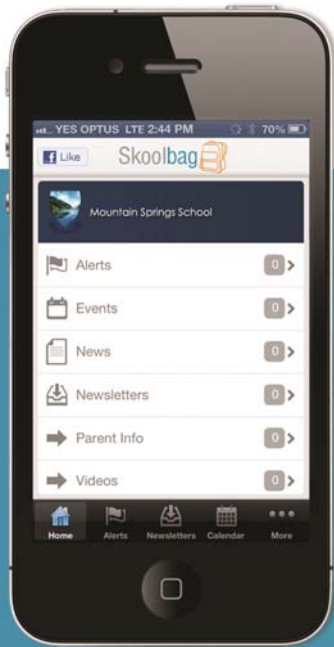 YES OPTUS LTE 2:44 PM 70%
f Like Skoolbag
Mountain Springs School
Alerts 0
Events 0
News 0
Newsletters 0
Parent Info 0
Videos 0
Home Alerts Newsletters Calendar More